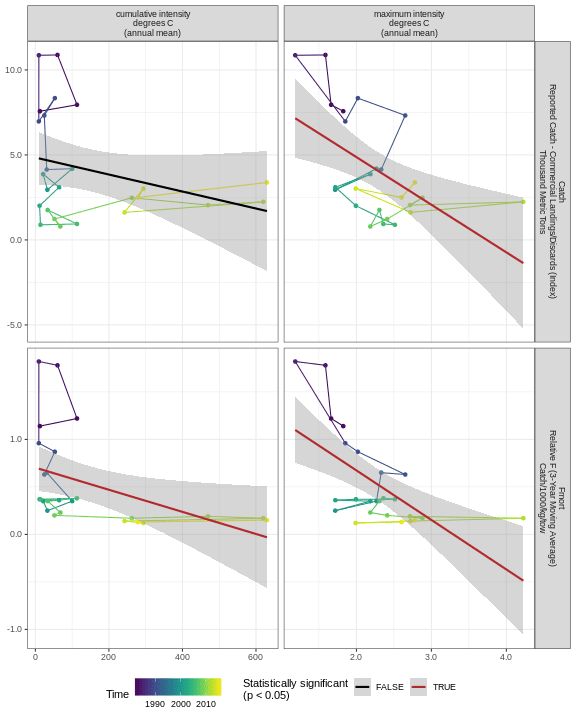 cumulative intensity
degrees C
(annual mean)
maximum intensity
degrees C
(annual mean)
10.0
5.0
0.0
-5.0
Catch
Reported Catch - Commercial Landings/Discards (Index)
Thousand Metric Tons
1.0
0.0
-1.0
Fmort
Relative F (3-Year Moving Average)
Catch/1000/kg/tow
0 200 400 600
2.0 3.0 4.0
Time
1990 2000 2010
Statistically significant
(p < 0.05)
FALSE TRUE